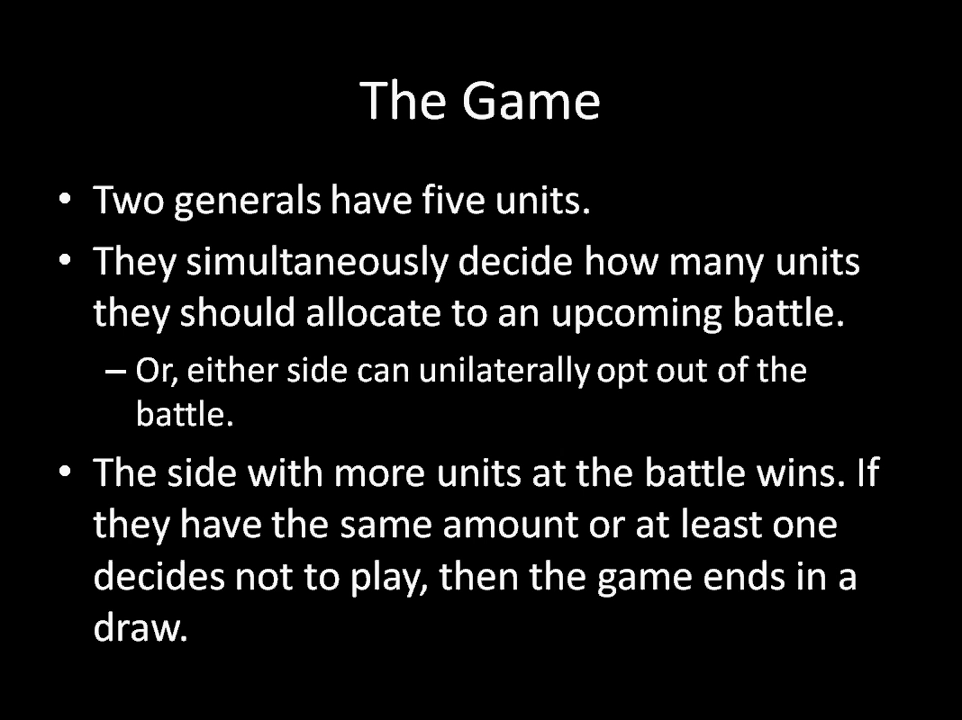 The Game
• Two generals have five units.
• They simultaneously decide how many units
they should allocate to an upcoming battle.
– Or, either side can unilaterally opt out of the
battle.
• The side with more units at the battle wins. If
they have the same amount or at least one
decides not to play, then the game ends in a
draw.